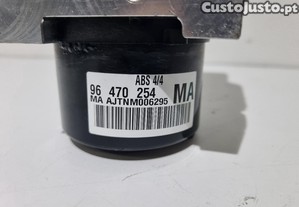 CustoJusto.pt
ABS 4/4
96 470 254 MA
MA AJTNM006295